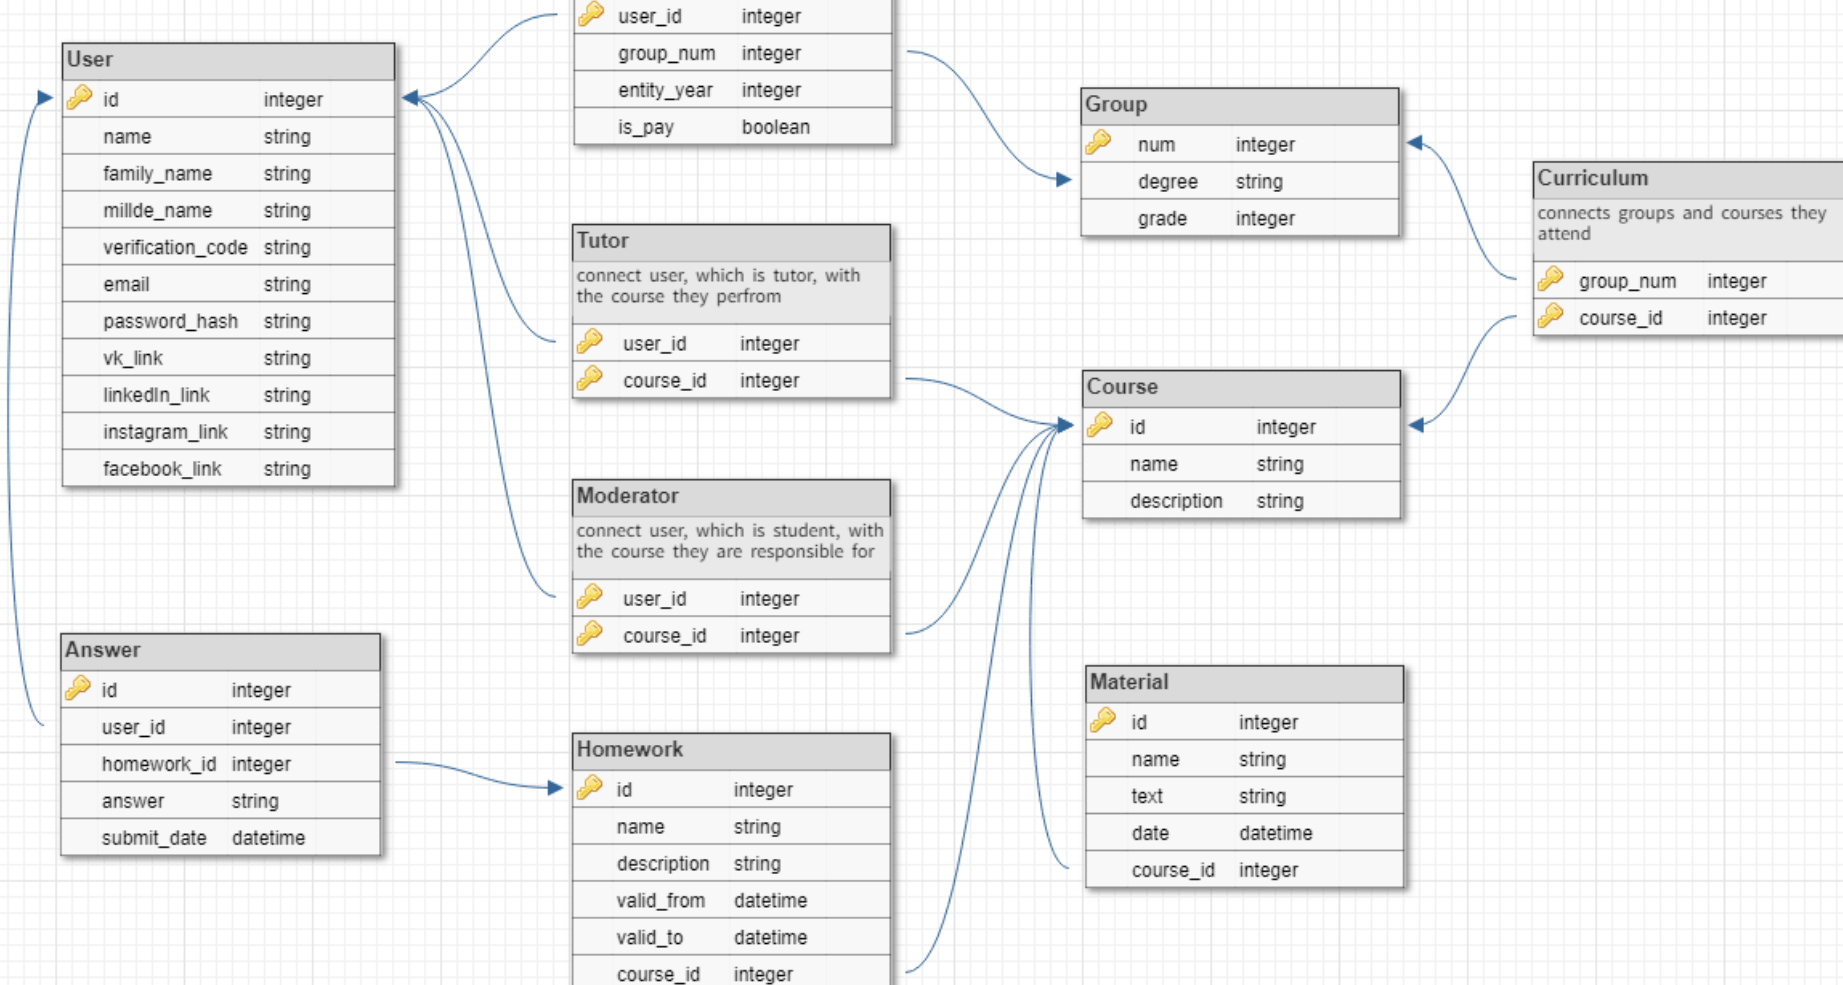 user_id integer
group_num integer
entity_year integer
is_pay boolean
User
id integer
name string
family_name string
millde_name string
verification_code string
email string
password_hash string
vk_link string
linkedIn_link string
instagram_link string
facebook_link string
Group
num integer
degree string
grade integer
Curriculum
connects groups and courses they
attend
group_num integer
course_id integer
Tutor
connect user, which is tutor, with
the course they perfrom
user_id integer
course_id integer
Course
id integer
name string
description string
Moderator
connect user, which is student, with
the course they are responsible for
user_id integer
course_id integer
Answer
id integer
user_id integer
homework_id integer
answer string
submit_date datetime
Homework
id integer
name string
description string
valid_from datetime
valid_to datetime
course_id integer
Material
id integer
name string
text string
date datetime
course_id integer